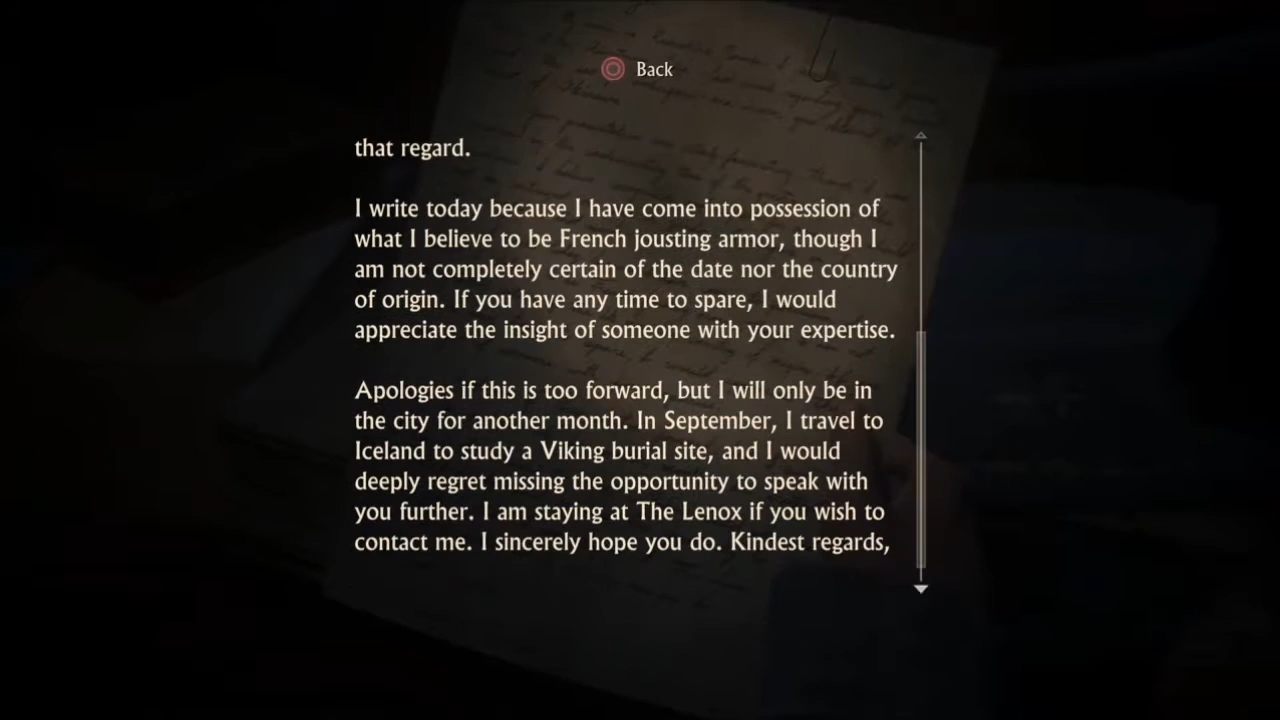 Back
that regard.
I write today because I have come into possession of
what I believe to be French jousting armor, though I
am not completely certain of the date nor the country
of origin. If you have any time to spare, I would
appreciate the insight of someone with your expertise.
Apologies if this is too forward, but I will only be in
the city for another month. In September, I travel to
Iceland to study a Viking burial site, and I would
deeply regret missing the opportunity to speak with
you further. I am staying at The Lenox if you wish to
contact me. I sincerely hope you do. Kindest regards,